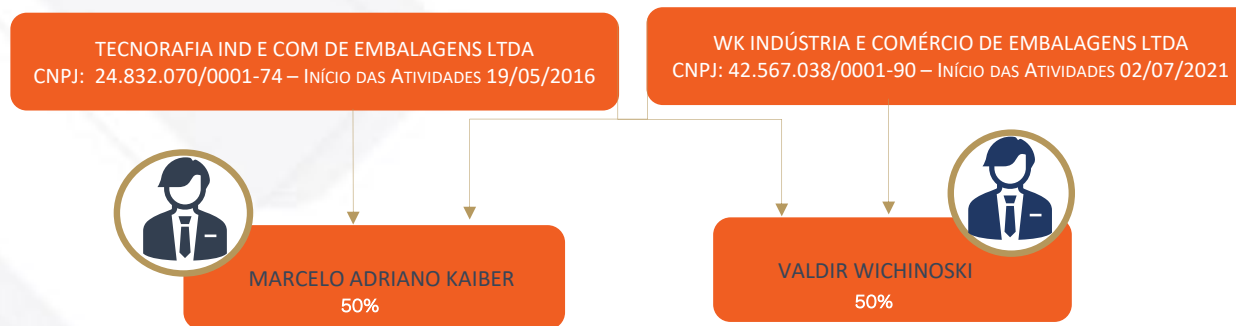 TECNORAFIA IND E COM DE EMBALAGENS LTDA
CNPJ: 24.832.070/0001-74 – INÍCIO DAS ATIVIDADES 19/05/2016
WK INDÚSTRIA E COMÉRCIO DE EMBALAGENS LTDA
CNPJ: 42.567.038/0001-90 – INÍCIO DAS ATIVIDADES 02/07/2021
MARCELO ADRIANO KAIBER
50%
VALDIR WICHINOSKI
50%